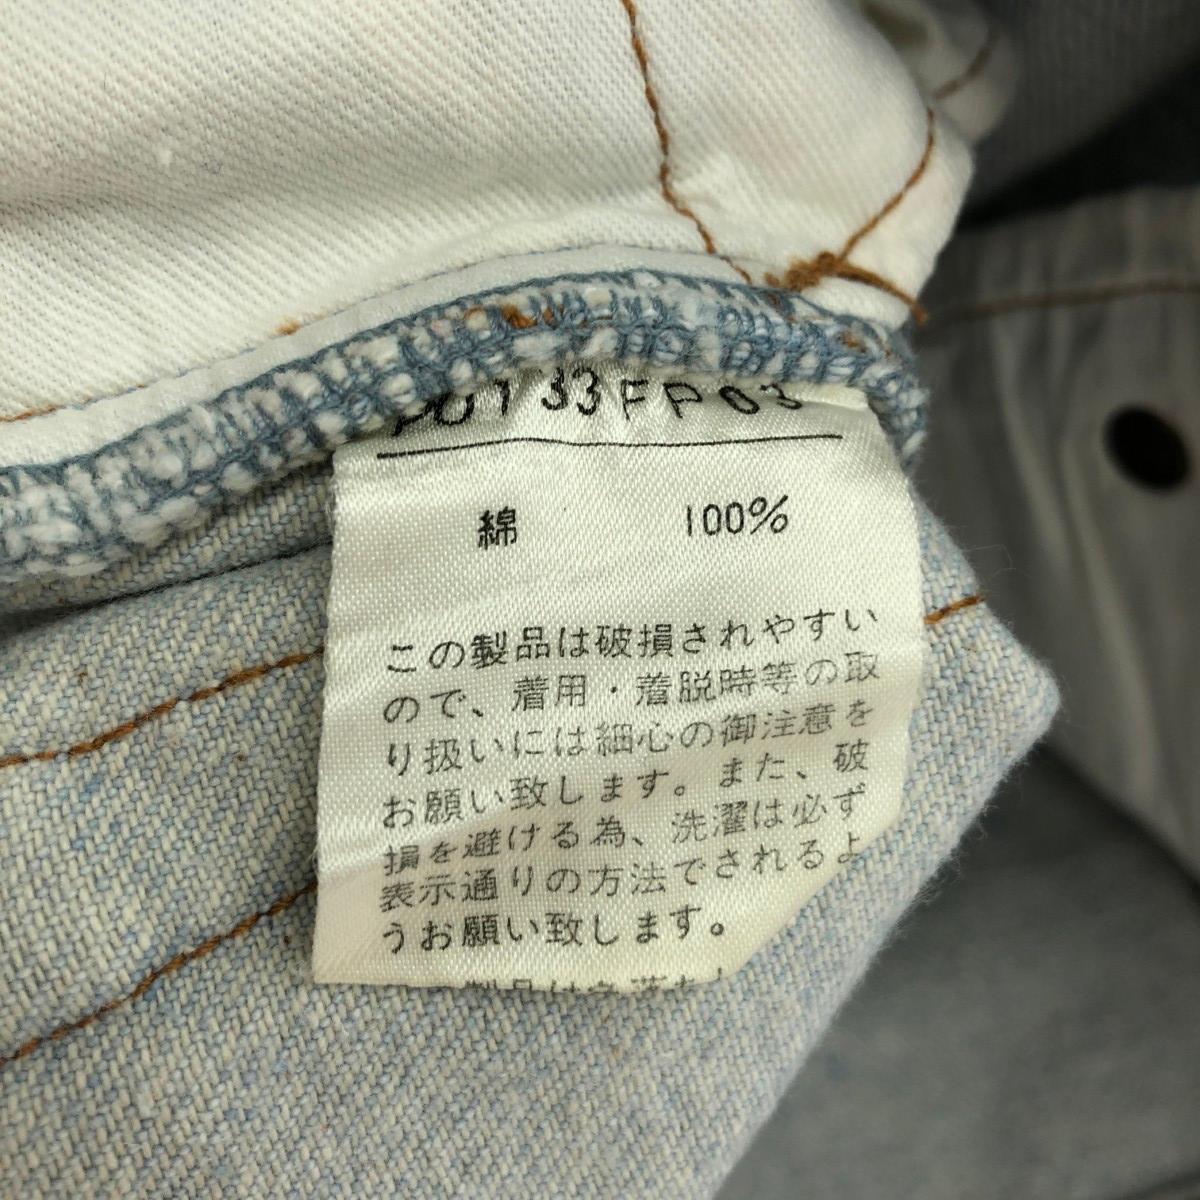 綿 100%
この製品は破損されやすい
ので、着用・着脱時等の取
り扱いには細心の御注意を
お願い致します。また、破
損を避ける為、洗濯は必ず
表示通りの方法でされるよ
うお願い致します。